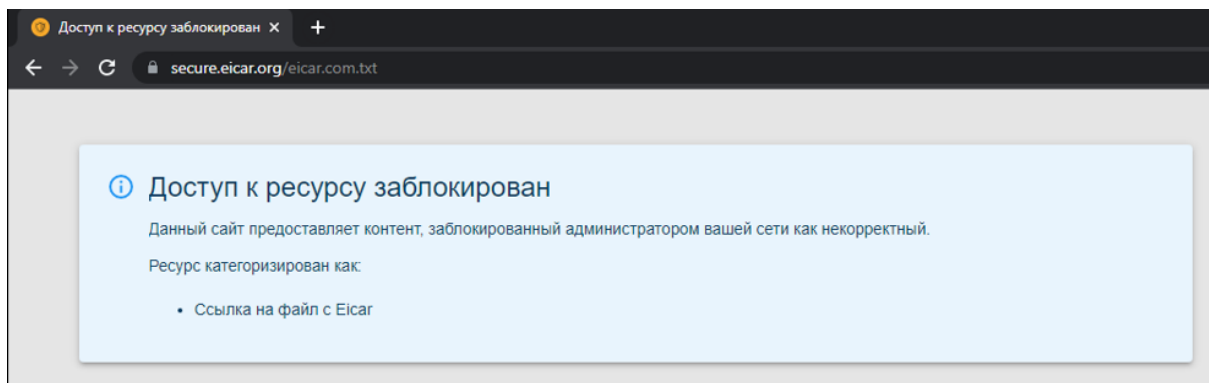 Доступ к ресурсу заблокирован
secure.eicar.org/eicar.com.txt
Доступ к ресурсу заблокирован
Данный сайт предоставляет контент, заблокированный администратором вашей сети как некорректный.
Ресурс категоризирован как:
• Ссылка на файл с Eicar